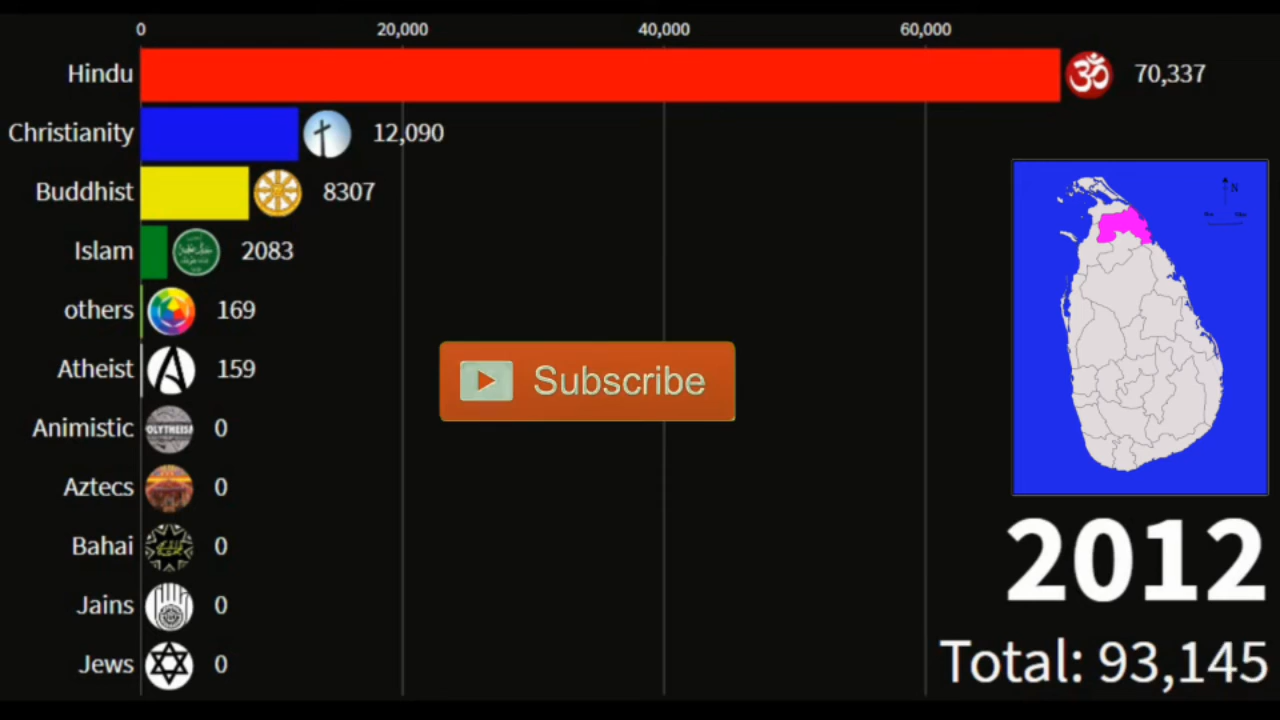 0 20,000 40,000 60,000
Hindu 70,337
Christianity 12,090
Buddhist 8307
Islam 2083
others 169
Atheist 159
Animistic 0
Aztecs 0
Bahai 0
Jains 0
Jews 0
Subscribe
N
2012
Total: 93,145